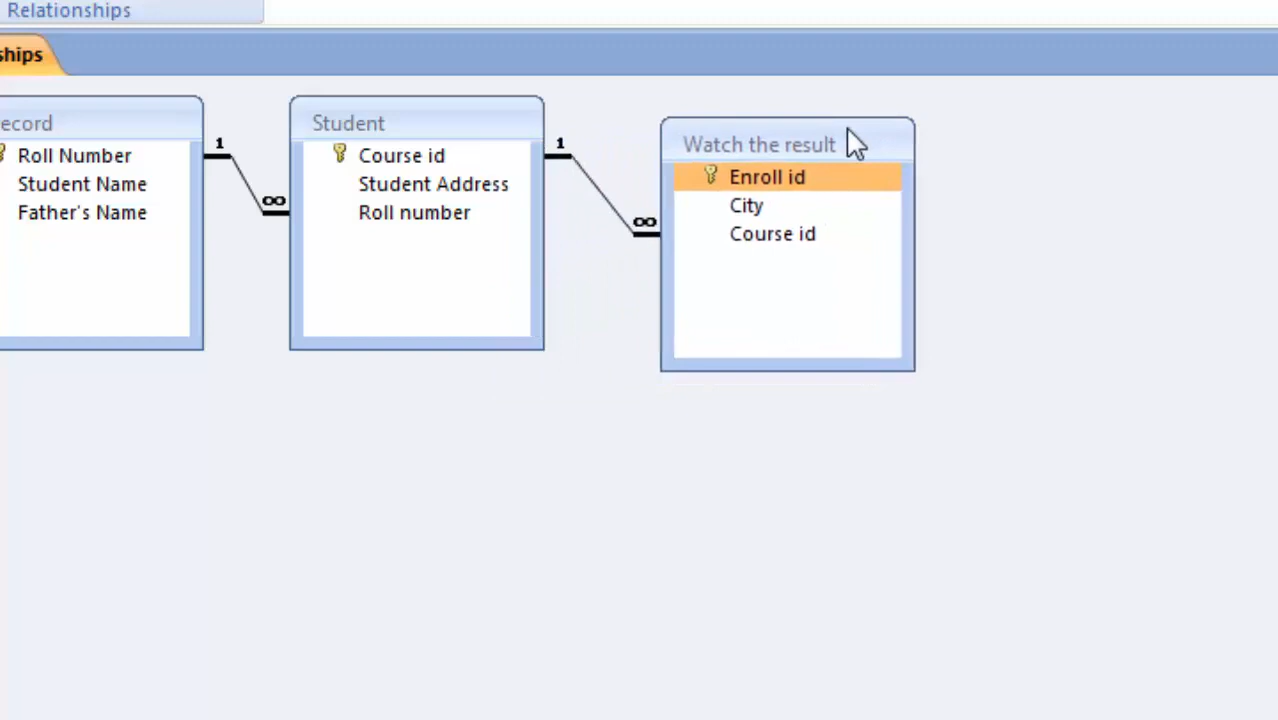 Relationships
ships
ecord
Roll Number
Student Name
Father's Name
1
∞
Student
Course id
Student Address
Roll number
1
∞
Watch the result
Enroll id
City
Course id